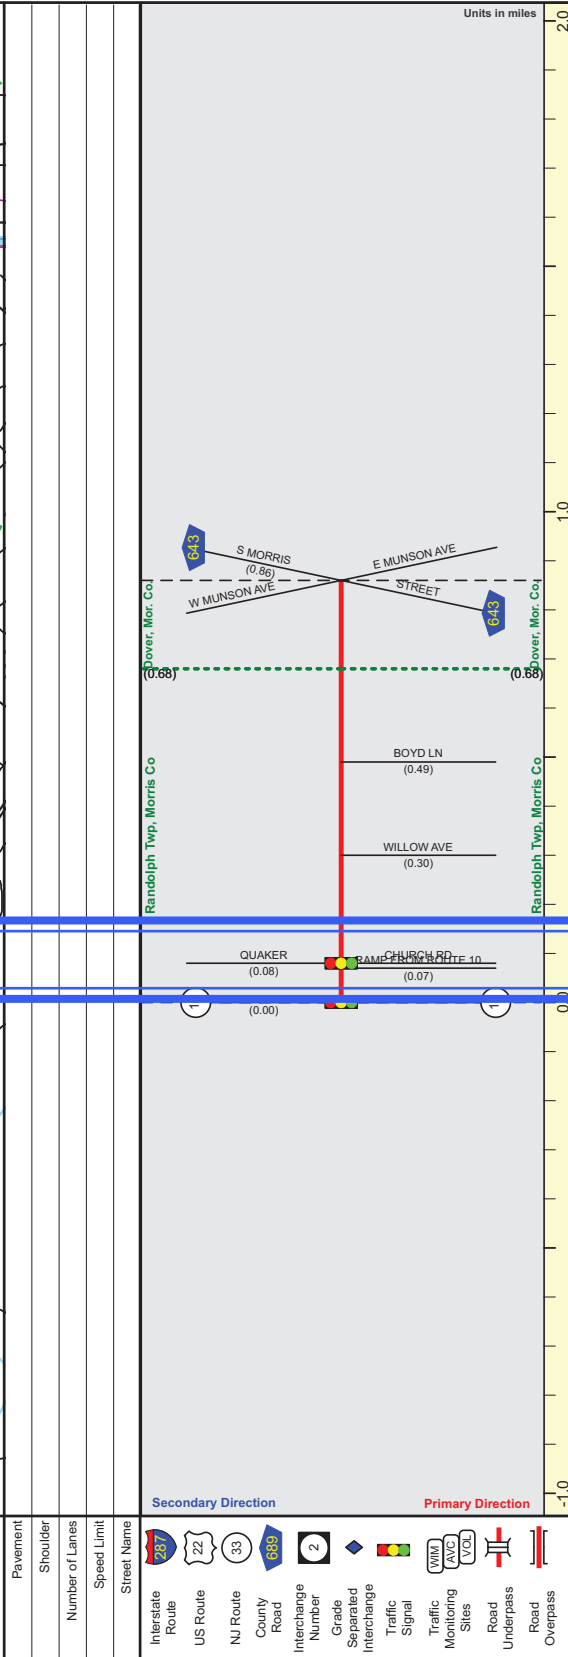 Units in miles
2.0
1.0
0.0
-1.0
643
S MORRIS
(0.86)
E MUNSON AVE
W MUNSON AVE
STREET
643
Dover, Mor. Co.
Dover, Mor. Co.
(0.68)
(0.68)
BOYD LN
(0.49)
Randolph Twp, Morris Co
Randolph Twp, Morris Co
WILLOW AVE
(0.30)
QUAKER
(0.08)
CHURCH RD
RAMP FROM ROUTE 10
(0.07)
(0.00)
Secondary Direction
Primary Direction
Pavement
Shoulder
Number of Lanes
Speed Limit
Street Name
Interstate
Route
287
US Route
22
NJ Route
33
County
Road
689
Interchange
Number
2
Grade
Separated
Interchange
Traffic
Signal
Traffic
Monitoring
Sites
WIM
AVC
VOL
Road
Underpass
Road
Overpass